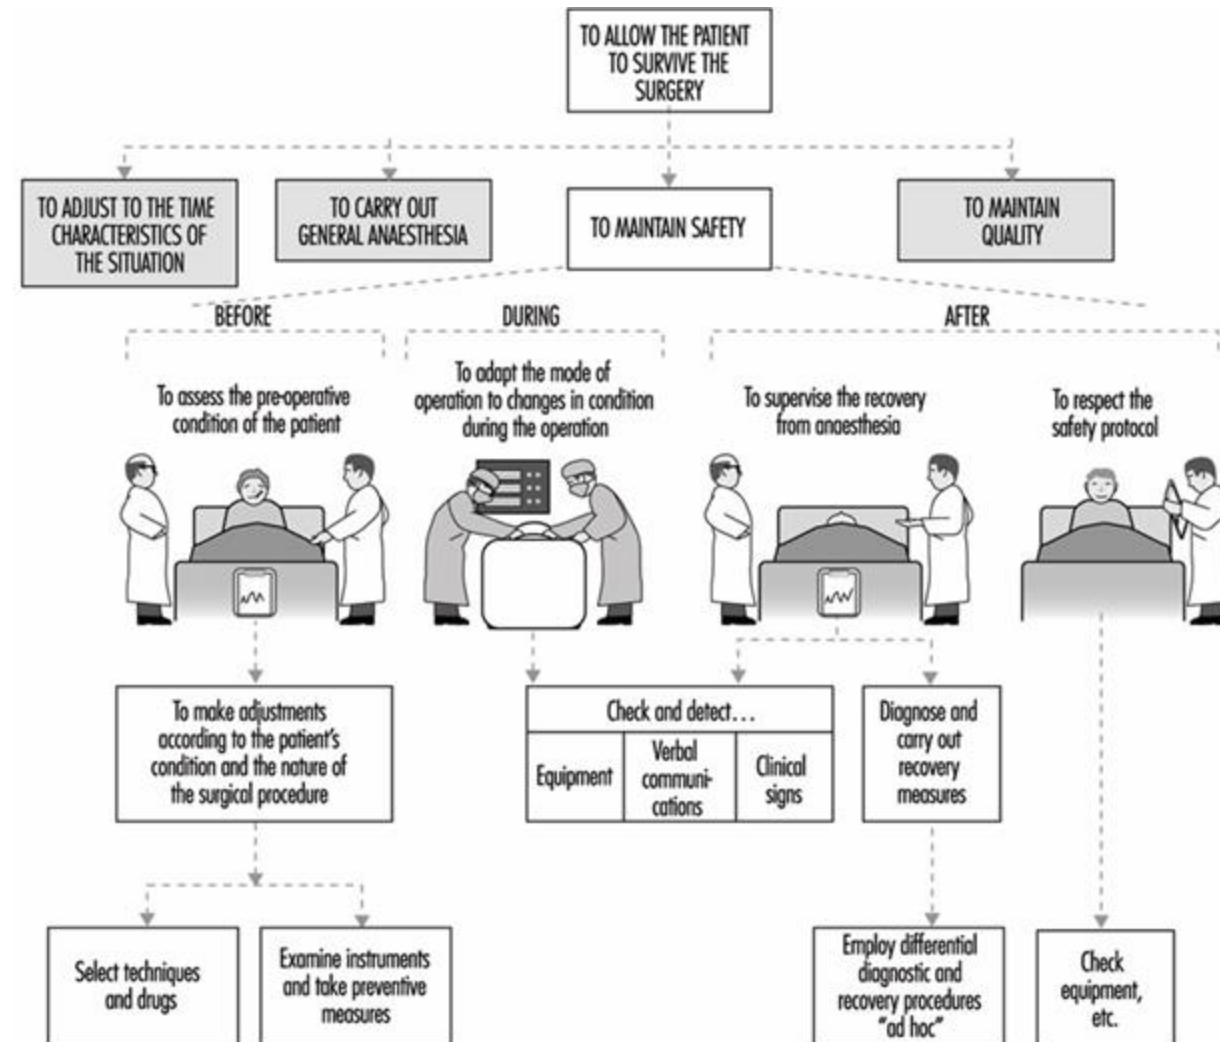 TO ALLOW THE PATIENT
TO SURVIVE THE
SURGERY
TO ADJUST TO THE TIME
CHARACTERISTICS OF
THE SITUATION
TO CARRY OUT
GENERAL ANAESTHESIA
TO MAINTAIN SAFETY
TO MAINTAIN
QUALITY
BEFORE
DURING
AFTER
To assess the pre-operative
condition of the patient
To adapt the mode of
operation to changes in condition
during the operation
To supervise the recovery
from anaesthesia
To respect the
safety protocol
To make adjustments
according to the patient's
condition and the nature of
the surgical procedure
Check and detect...
Equipment
Verbal
communi-
cations
Clinical
signs
Diagnose and
carry out
recovery
measures
Select techniques
and drugs
Examine instruments
and take preventive
measures
Employ differential
diagnostic and
recovery procedures
"ad hoc"
Check
equipment,
etc.